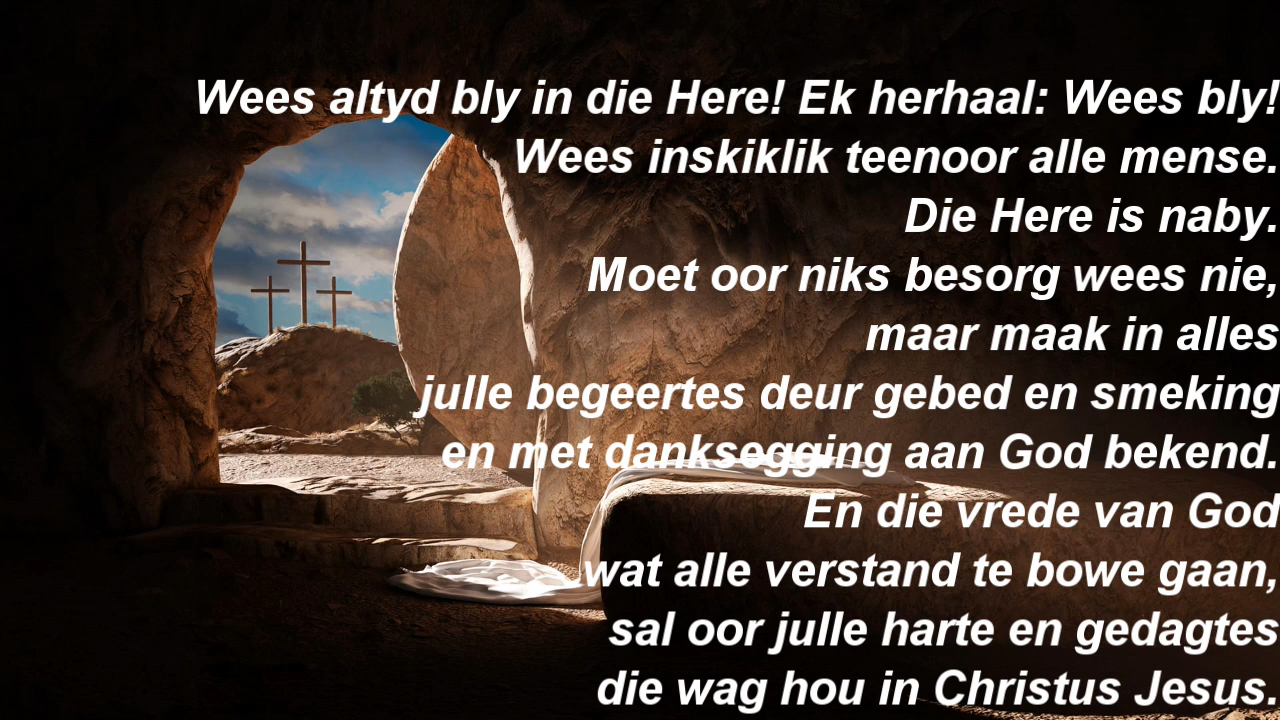 Wees altyd bly in die Here! Ek herhaal: Wees bly!
Wees inskiklik teenoor alle mense.
Die Here is naby.
Moet oor niks besorg wees nie,
maar maak in alles
julle begeertes deur gebed en smeking
en met danksegging aan God bekend.
En die vrede van God
wat alle verstand te bowe gaan,
sal oor julle harte en gedagtes
die wag hou in Christus Jesus.